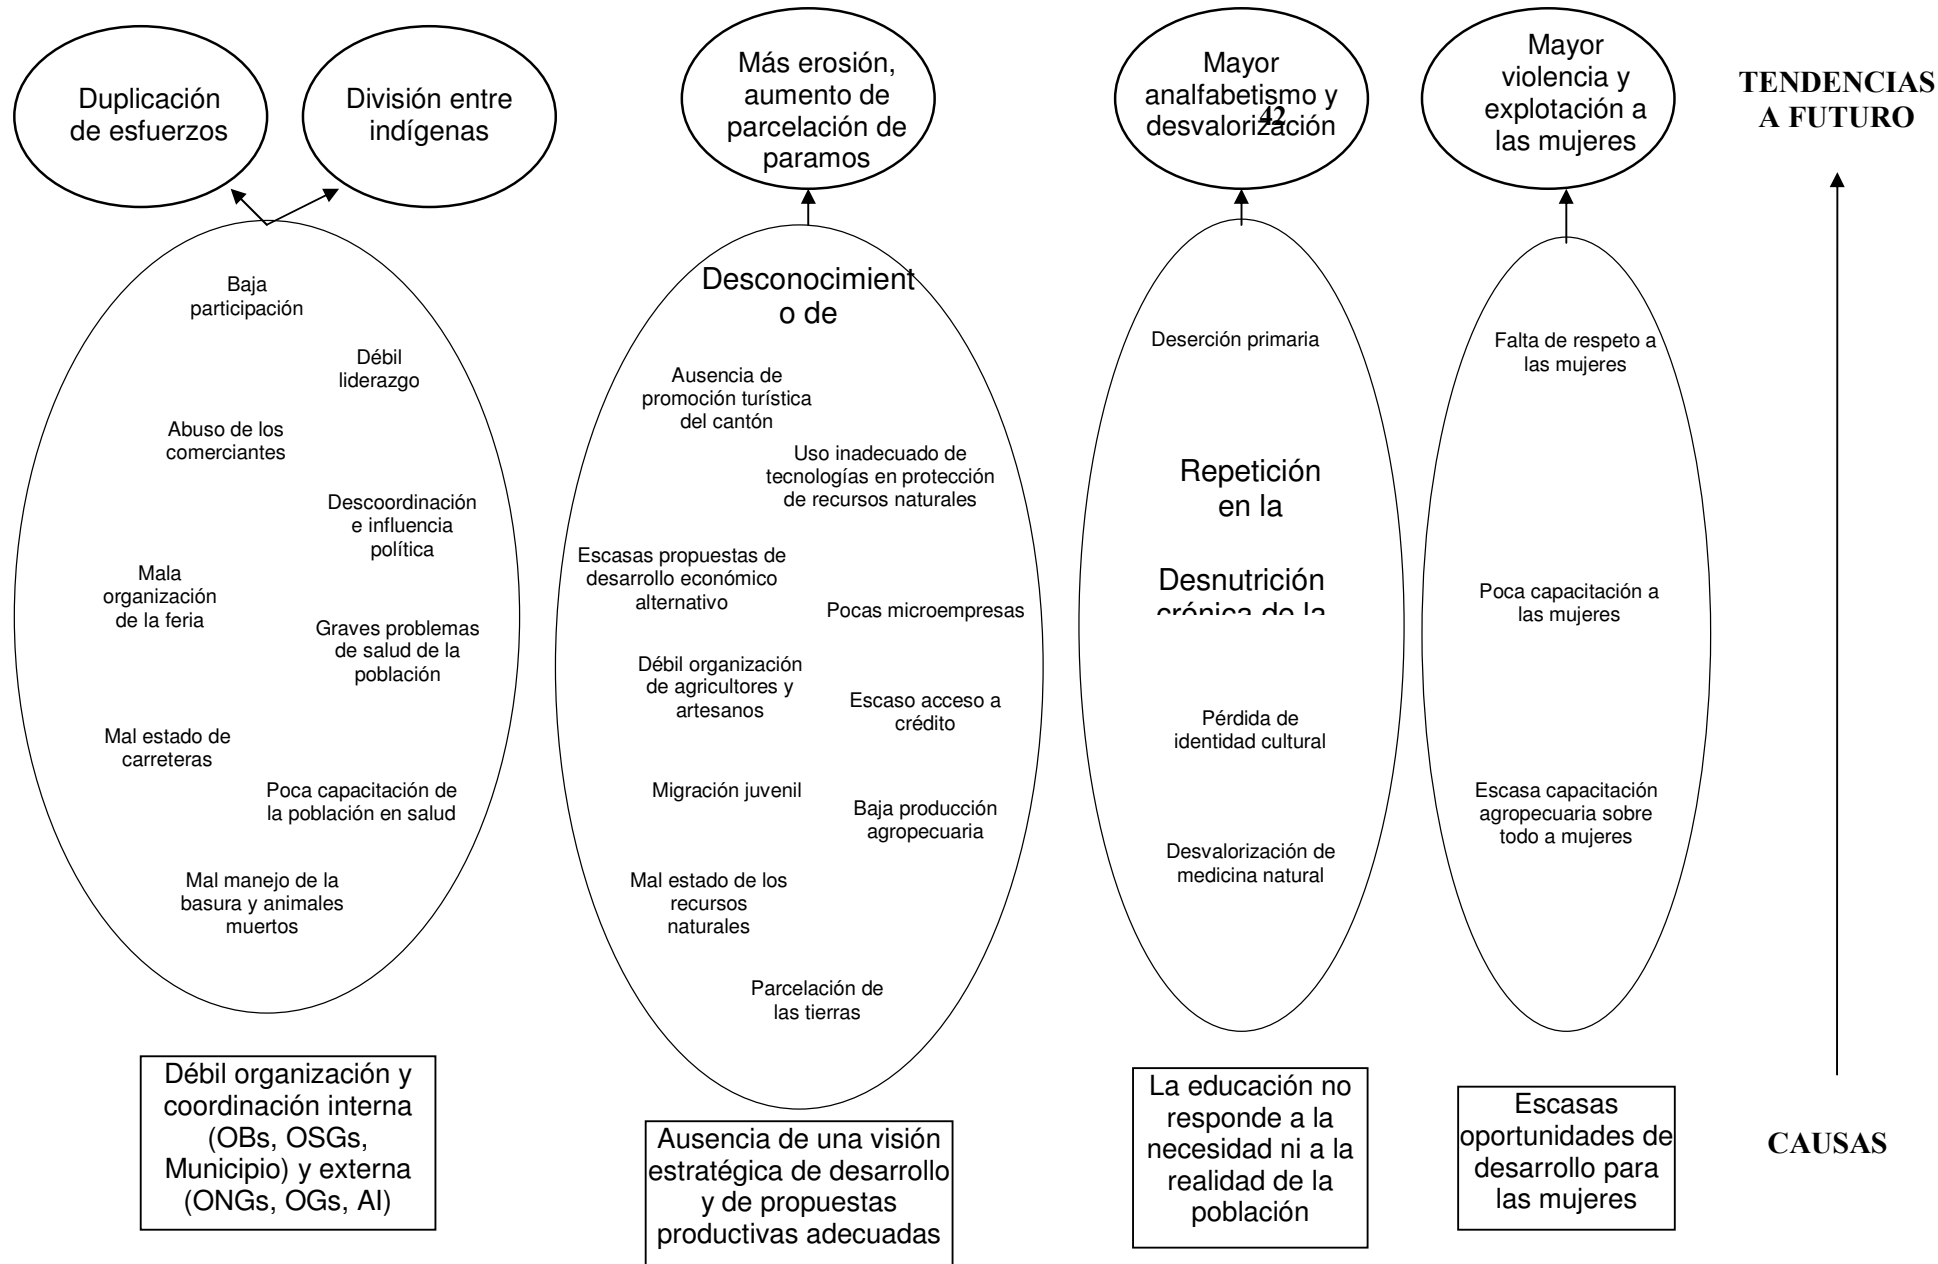 Duplicación
de esfuerzos
División entre
indígenas
Más erosión,
aumento de
parcelación de
paramos
Mayor
analfabetismo y
desvalorización
42
Mayor
violencia y
explotación a
las mujeres
TENDENCIAS
A FUTURO
Baja
participación
Débil
liderazgo
Abuso de los
comerciantes
Descoordinación
e influencia
política
Mala
organización
de la feria
Graves problemas
de salud de la
población
Mal estado de
carreteras
Poca capacitación de
la población en salud
Mal manejo de la
basura y animales
muertos
Débil organización y
coordinación interna
(OBs, OSGs,
Municipio) y externa
(ONGs, OGs, AI)
Desconocimient
o de
Ausencia de
promoción turística
del cantón
Uso inadecuado de
tecnologías en protección
de recursos naturales
Escasas propuestas de
desarrollo económico
alternativo
Pocas microempresas
Débil organización
de agricultores y
artesanos
Escaso acceso a
crédito
Migración juvenil
Baja producción
agropecuaria
Mal estado de los
recursos
naturales
Parcelación de
las tierras
Ausencia de una visión
estratégica de desarrollo
y de propuestas
productivas adecuadas
Deserción primaria
Repetición
en la
Desnutrición
crónica de la
Pérdida de
identidad cultural
Desvalorización de
medicina natural
La educación no
responde a la
necesidad ni a la
realidad de la
población
Falta de respeto a
las mujeres
Poca capacitación a
las mujeres
Escasa capacitación
agropecuaria sobre
todo a mujeres
Escasas
oportunidades de
desarrollo para
las mujeres
CAUSAS